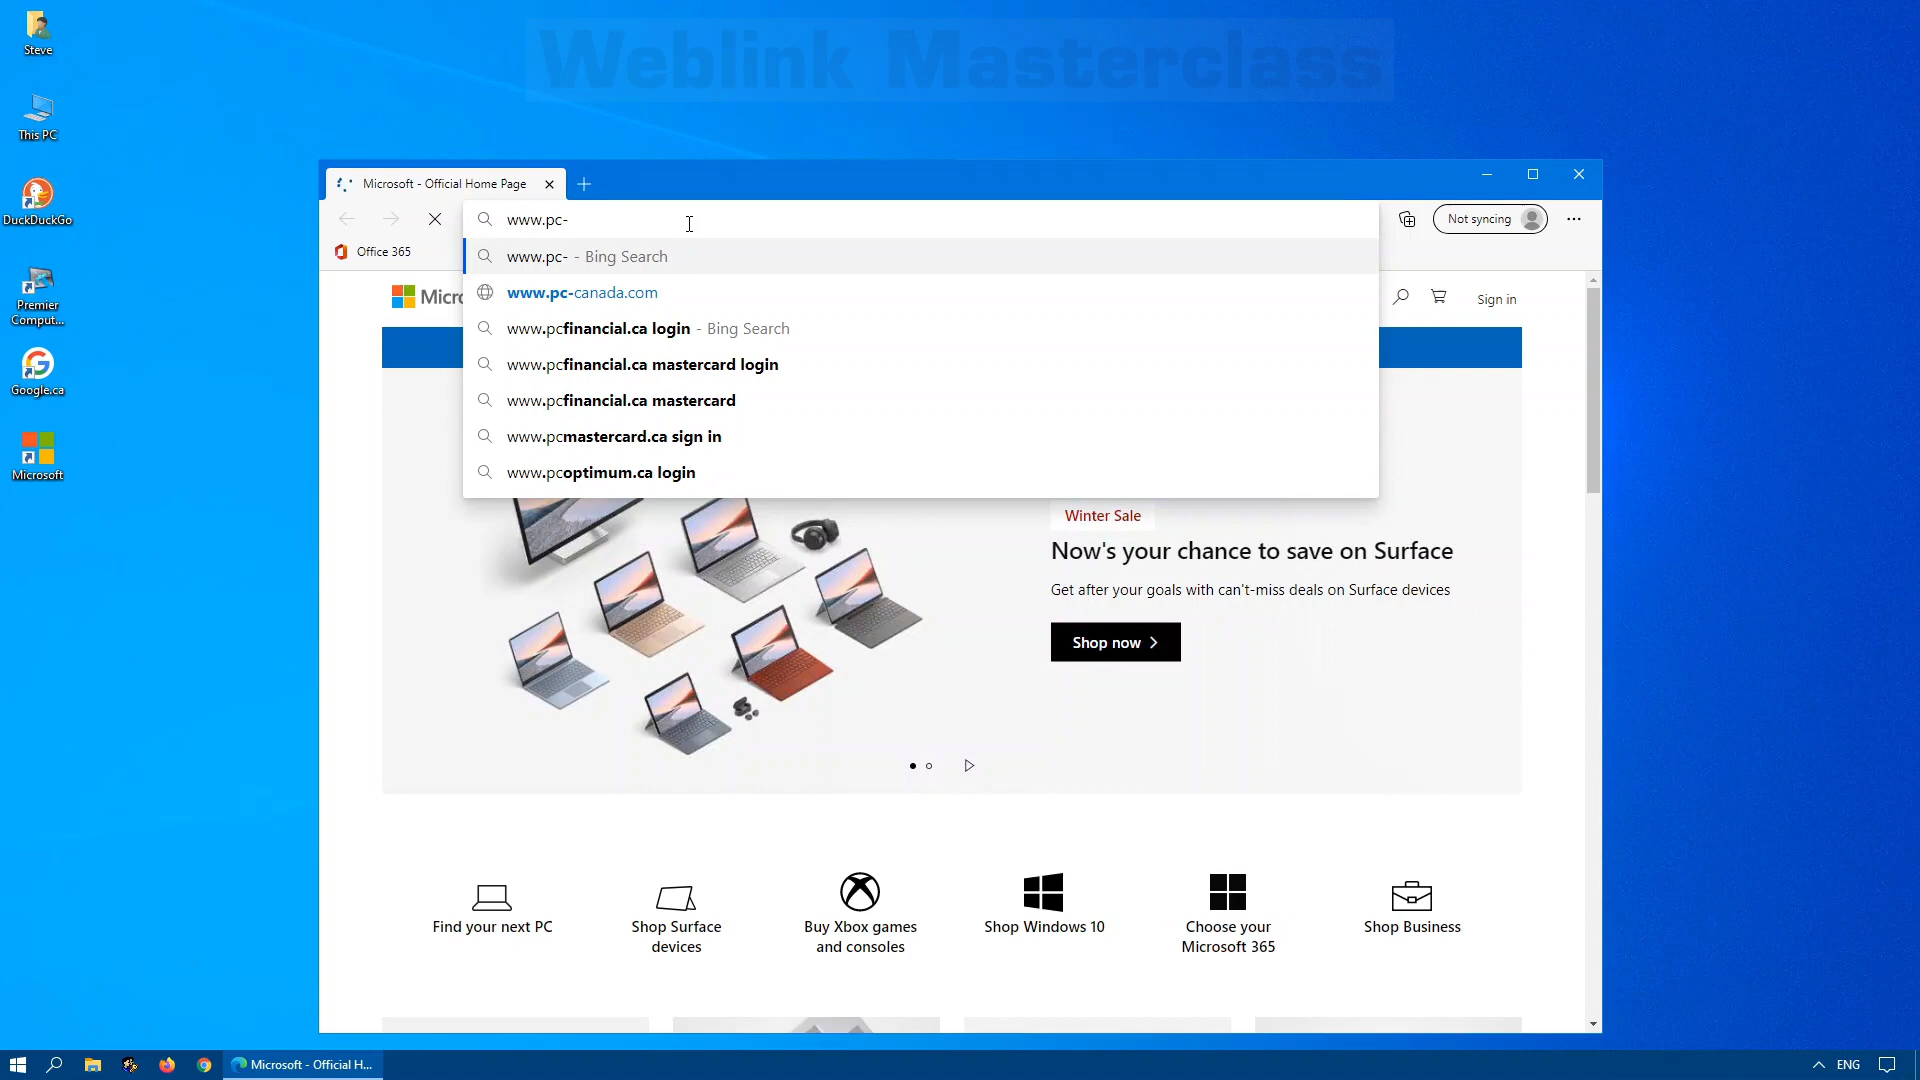 Weblink Masterclass
Steve
This PC
DuckDuckGo
Premier
Comput...
Google.ca
Microsoft
Microsoft - Official Home Page
www.pc-
Not syncing
Office 365
www.pc- - Bing Search
www.pc-canada.com
www.pcfinancial.ca login - Bing Search
www.pcfinancial.ca mastercard login
www.pcfinancial.ca mastercard
www.pcmastercard.ca sign in
www.pcoptimum.ca login
Micro
Sign in
Winter Sale
Now's your chance to save on Surface
Get after your goals with can't-miss deals on Surface devices
Shop now
Find your next PC
Shop Surface
devices
Buy Xbox games
and consoles
Shop Windows 10
Choose your
Microsoft 365
Shop Business
Microsoft - Official H...
ENG